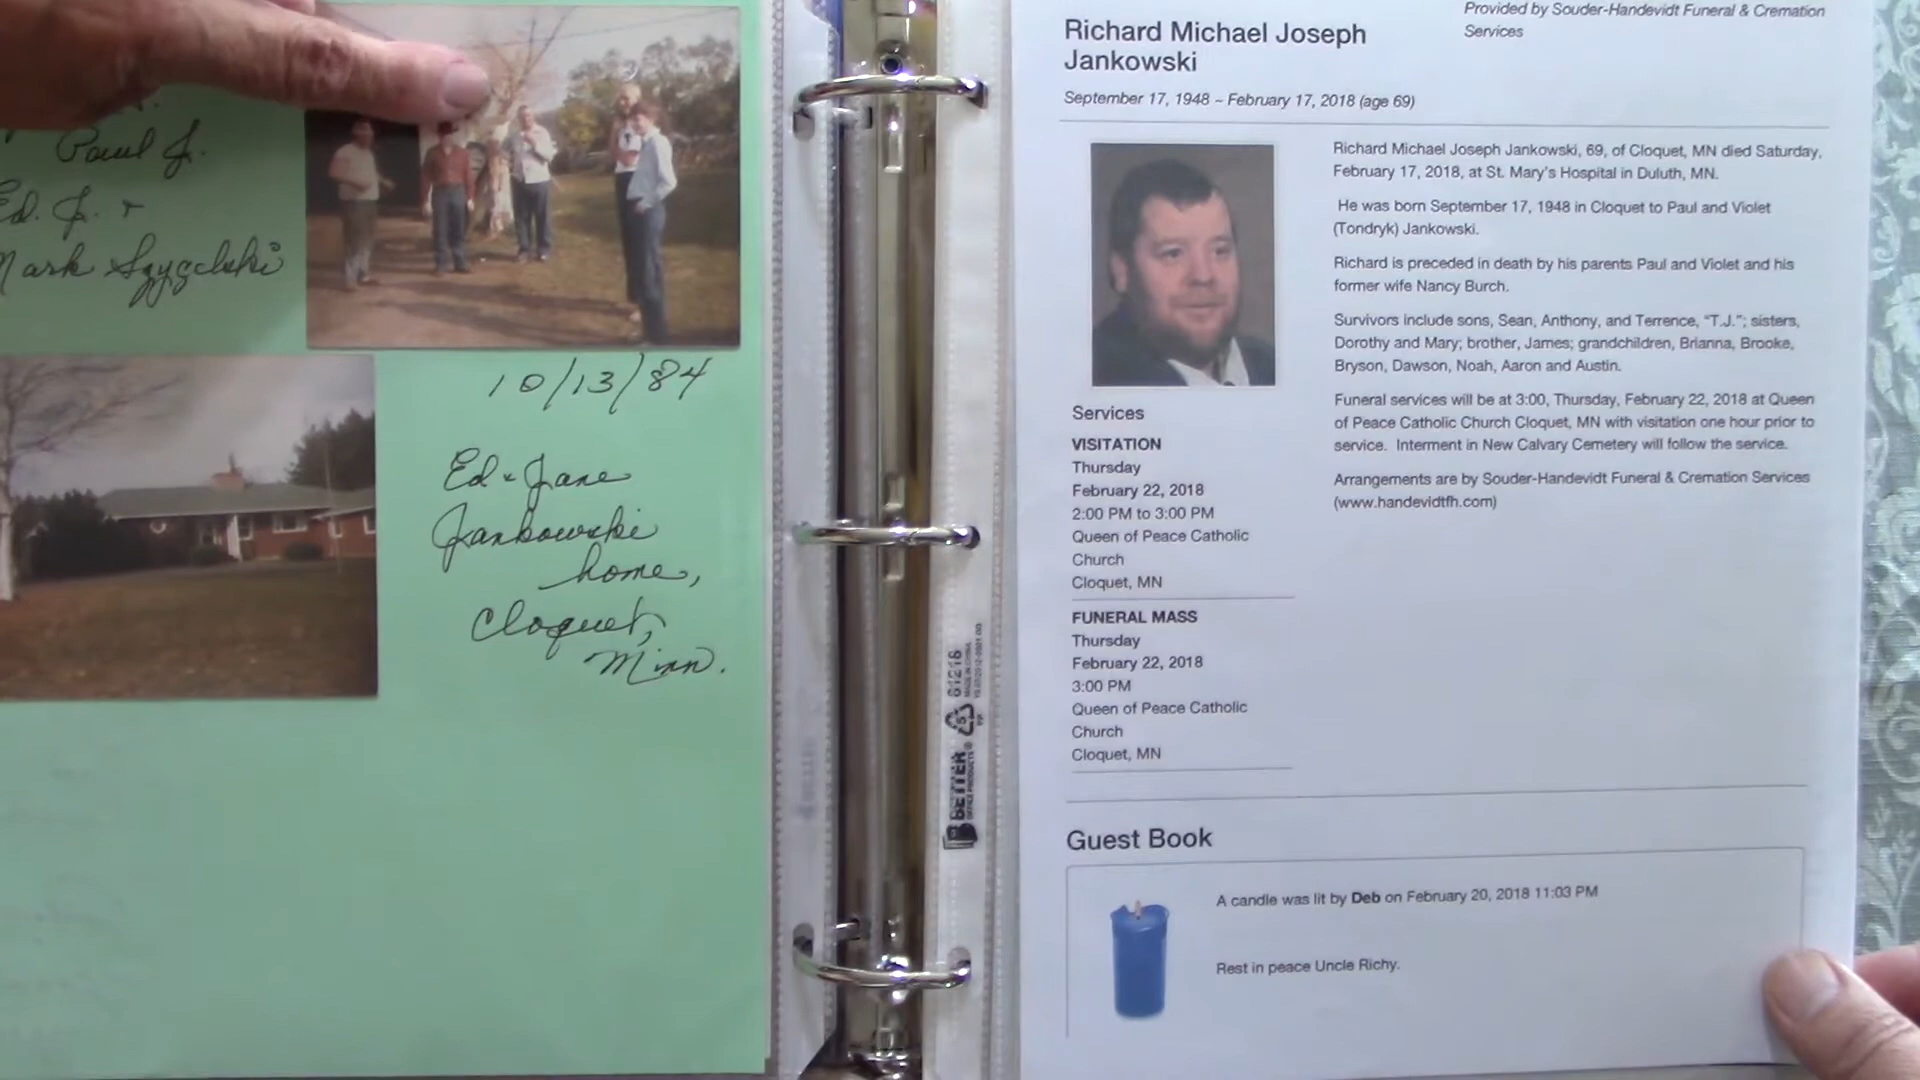 Paul J.
Ed. J. +
Mark
10/13/84
Ed + Jane
Jankowski
home,
Cloquet,
Minn.
61216
MADE IN CHINA
BETTER
OFFICE PRODUCTS ®
Provided by Souder-Handevidt Funeral & Cremation
Services
Richard Michael Joseph
Jankowski
September 17, 1948 ~ February 17, 2018 (age 69)
Richard Michael Joseph Jankowski, 69, of Cloquet, MN died Saturday,
February 17, 2018, at St. Mary's Hospital in Duluth, MN.
He was born September 17, 1948 in Cloquet to Paul and Violet
(Tondryk) Jankowski.
Richard is preceded in death by his parents Paul and Violet and his
former wife Nancy Burch.
Survivors include sons, Sean, Anthony, and Terrence, "T.J."; sisters,
Dorothy and Mary; brother, James; grandchildren, Brianna, Brooke,
Bryson, Dawson, Noah, Aaron and Austin.
Funeral services will be at 3:00, Thursday, February 22, 2018 at Queen
of Peace Catholic Church Cloquet, MN with visitation one hour prior to
service. Interment in New Calvary Cemetery will follow the service.
Arrangements are by Souder-Handevidt Funeral & Cremation Services
(www.handevidtfh.com)
Services
VISITATION
Thursday
February 22, 2018
2:00 PM to 3:00 PM
Queen of Peace Catholic
Church
Cloquet, MN
FUNERAL MASS
Thursday
February 22, 2018
3:00 PM
Queen of Peace Catholic
Church
Cloquet, MN
Guest Book
A candle was lit by Deb on February 20, 2018 11:03 PM
Rest in peace Uncle Richy.